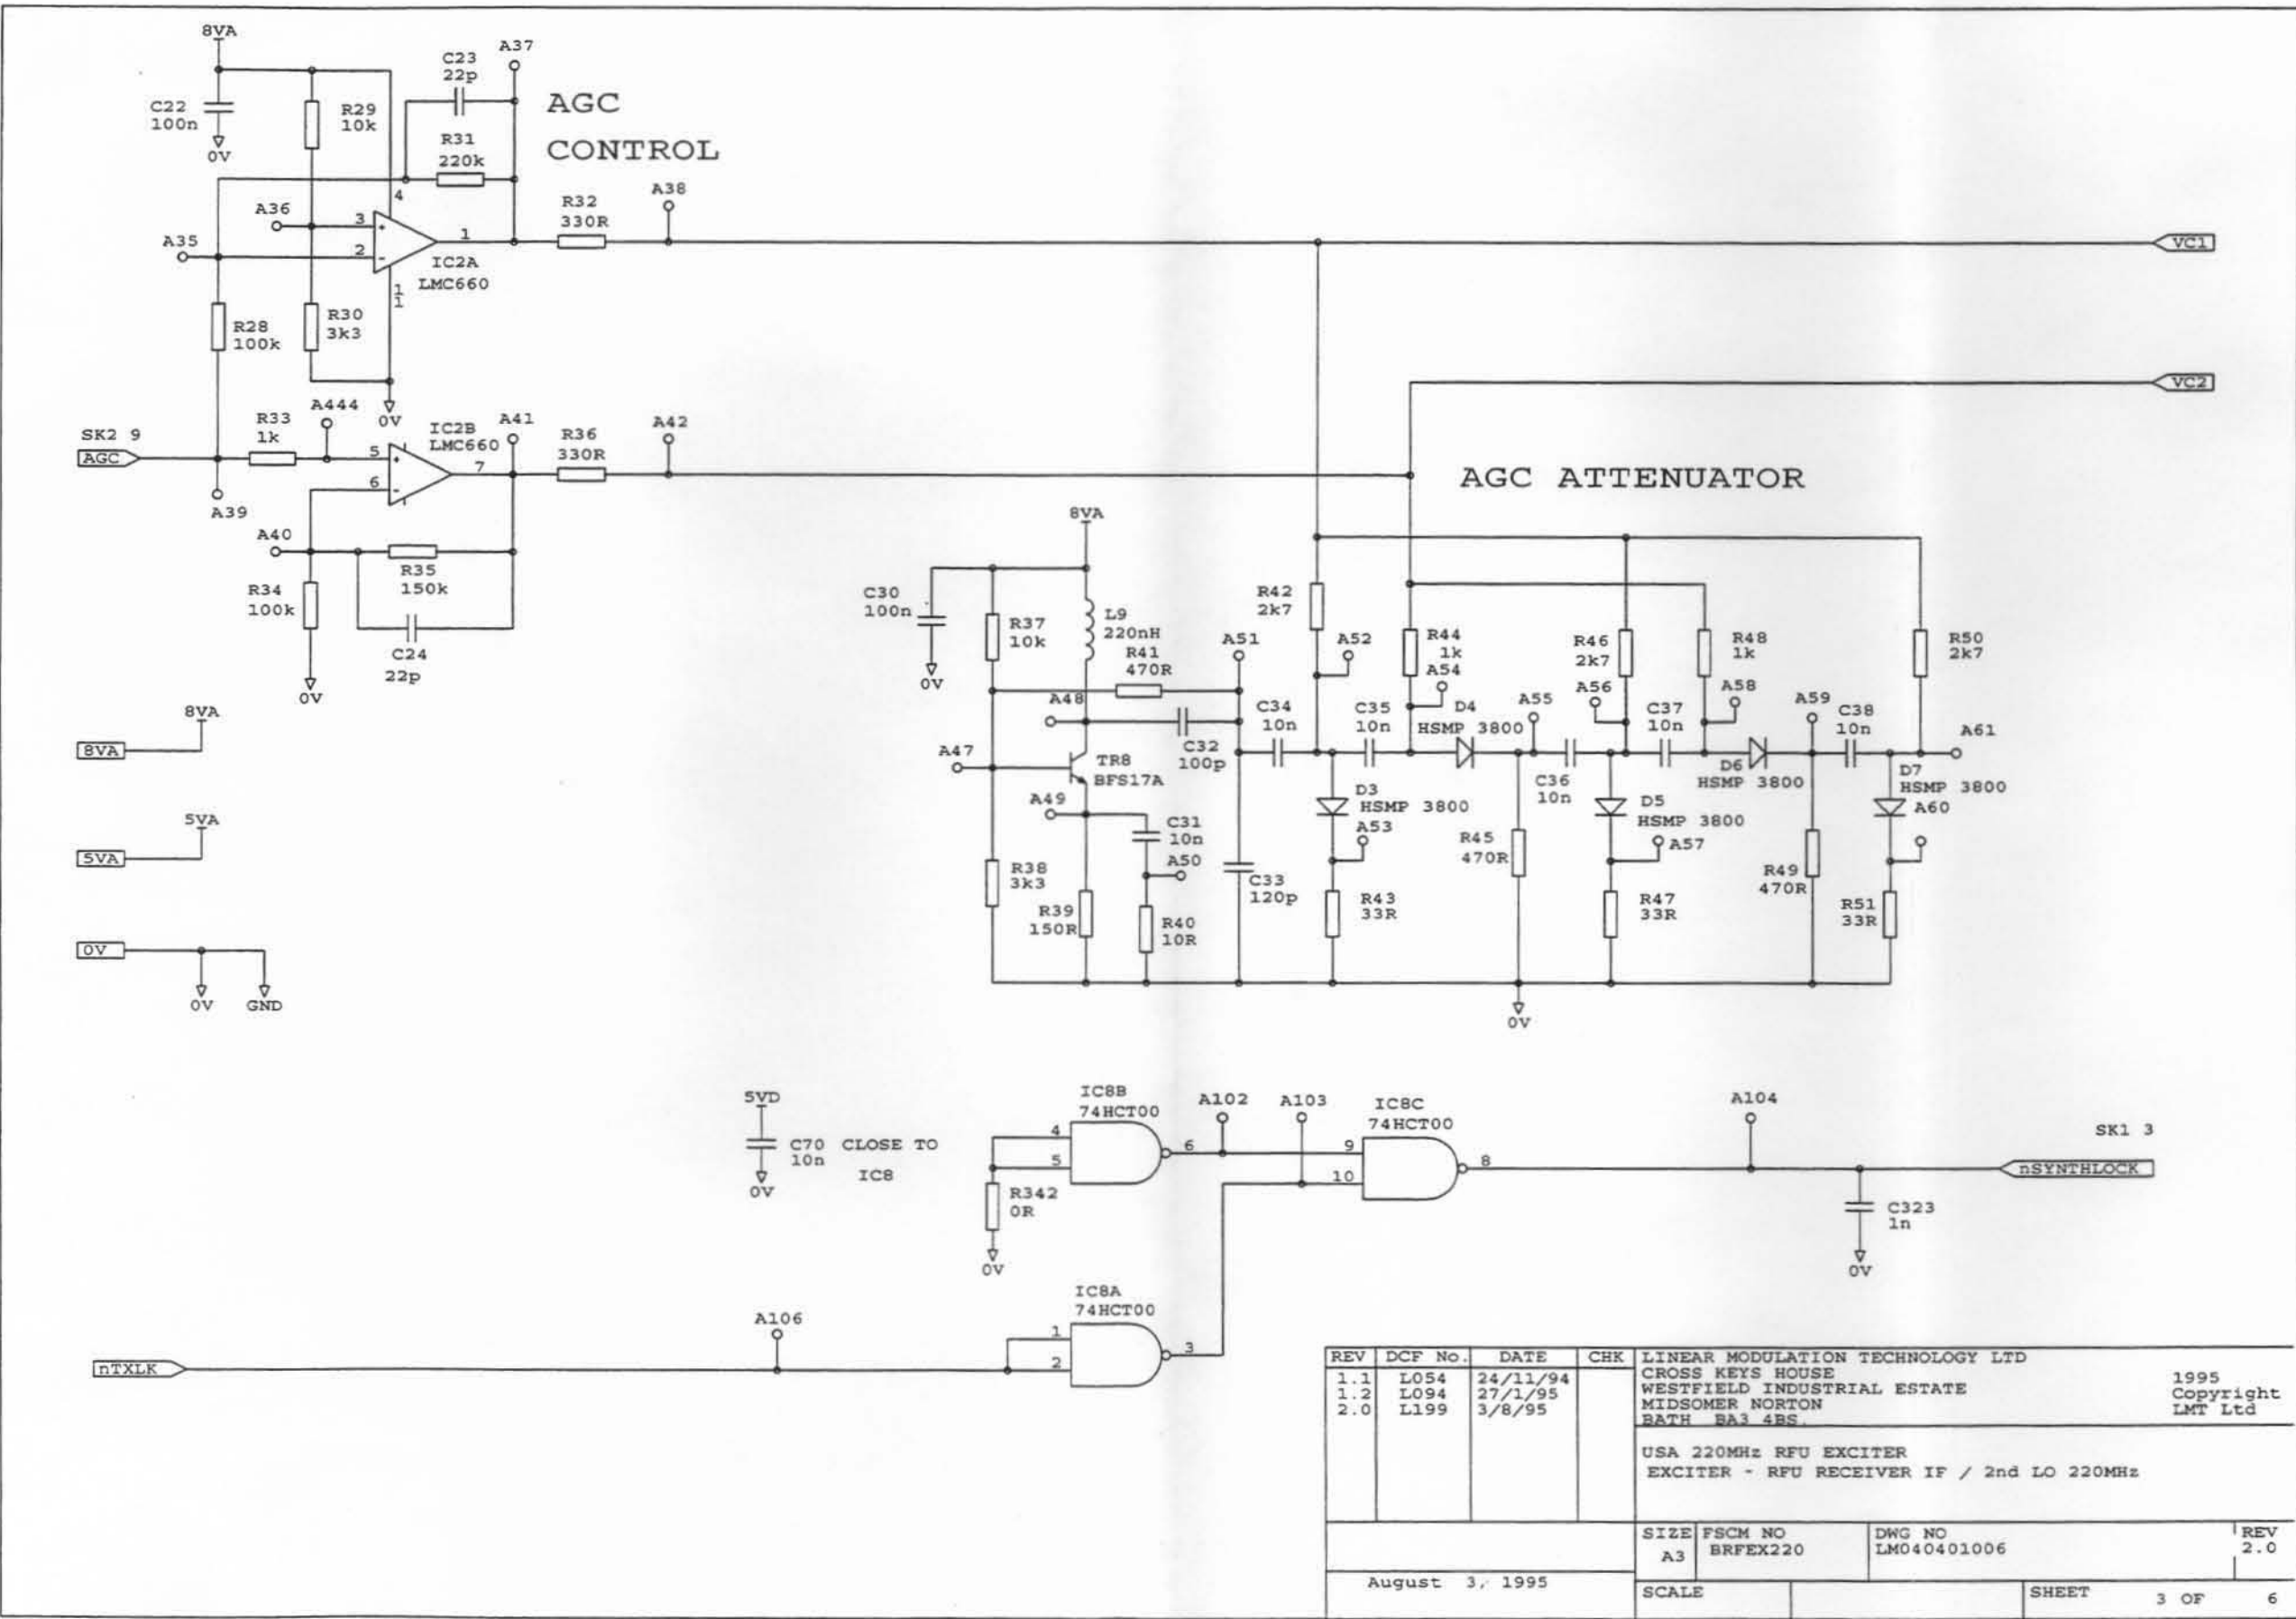 8VA
C22
100n
0V
R29
10k
C23
22p
A37
AGC
CONTROL
R31
220k
4
A36
3
+
A35
2
-
1
IC2A
LMC660
1
1
R32
330R
A38
VC1
R28
100k
R30
3k3
0V
VC2
SK2 9
AGC
R33
1k
A444
IC2B
LMC660
5
+
6
-
7
A41
R36
330R
A42
A39
A40
R35
150k
R34
100k
C24
22p
0V
AGC ATTENUATOR
8VA
C30
100n
0V
R37
10k
L9
220nH
R41
470R
A51
A48
C32
100p
A47
TR8
BFS17A
A49
C31
10n
A50
R38
3k3
R39
150R
R40
10R
C33
120p
C34
10n
R42
2k7
A52
C35
10n
R44
1k
A54
D4
HSMP 3800
A55
D3
HSMP 3800
A53
R43
33R
R45
470R
C36
10n
R46
2k7
A56
C37
10n
R48
1k
A58
D5
HSMP 3800
A57
R47
33R
D6
HSMP 3800
A59
C38
10n
R50
2k7
A61
D7
HSMP 3800
A60
R49
470R
R51
33R
0V
8VA
8VA
5VA
5VA
0V
0V
GND
5VD
C70 CLOSE TO
10n
IC8
0V
IC8B
74HCT00
4
5
6
R342
0R
0V
A102
A103
IC8C
74HCT00
9
10
8
A104
SK1 3
nSYNTHLOCK
C323
1n
0V
IC8A
74HCT00
1
2
3
A106
nTXLK
REV DCF No. DATE CHK
1.1 L054 24/11/94
1.2 L094 27/1/95
2.0 L199 3/8/95
LINEAR MODULATION TECHNOLOGY LTD
CROSS KEYS HOUSE
WESTFIELD INDUSTRIAL ESTATE
MIDSOMER NORTON
BATH BA3 4BS.
1995
Copyright
LMT Ltd
USA 220MHz RFU EXCITER
EXCITER - RFU RECEIVER IF / 2nd LO 220MHz
SIZE
A3
FSCM NO
BRFEX220
DWG NO
LM040401006
REV
2.0
August 3, 1995
SCALE
SHEET 3 OF 6